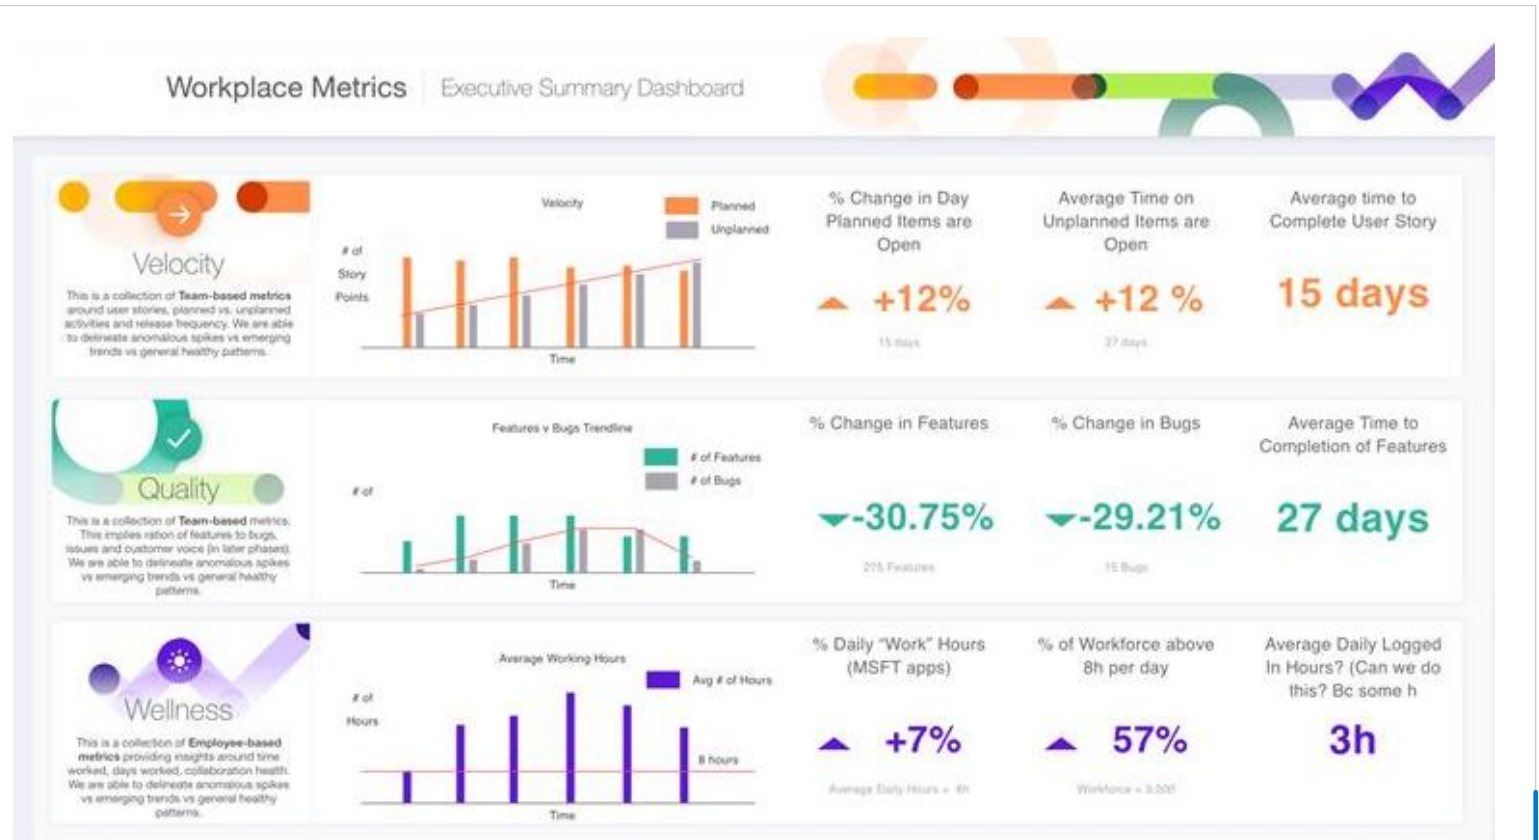 Workplace Metrics
Executive Summary Dashboard
Velocity
This is a collection of Team-based metrics
around user stories, planned vs. unplanned
activities and release frequency. We are able
to delineate anomalous spikes vs emerging
trends vs general healthy patterns.
Velocity
Planned
Unplanned
# of
Story
Points
Time
% Change in Day
Planned Items are
Open
+12%
15 days
Average Time on
Unplanned Items are
Open
+12 %
27 days
Average time to
Complete User Story
15 days
Quality
This is a collection of Team-based metrics.
This implies ration of features to bugs,
issues and customer voice (in later phases).
We are able to delineate anomalous spikes
vs emerging trends vs general healthy
patterns.
Features v Bugs Trendline
# of Features
# of Bugs
# of
Time
% Change in Features
-30.75%
275 Features
% Change in Bugs
-29.21%
15 Bugs
Average Time to
Completion of Features
27 days
Wellness
This is a collection of Employee-based
metrics providing insights around time
worked, days worked, collaboration health.
We are able to delineate anomalous spikes
vs emerging trends vs general healthy
patterns.
Average Working Hours
Avg # of Hours
# of
Hours
8 hours
Time
% Daily "Work" Hours
(MSFT apps)
+7%
Average Daily Hours = 6h
% of Workforce above
8h per day
57%
Workforce = 5,000
Average Daily Logged
In Hours? (Can we do
this? Bc some h
3h